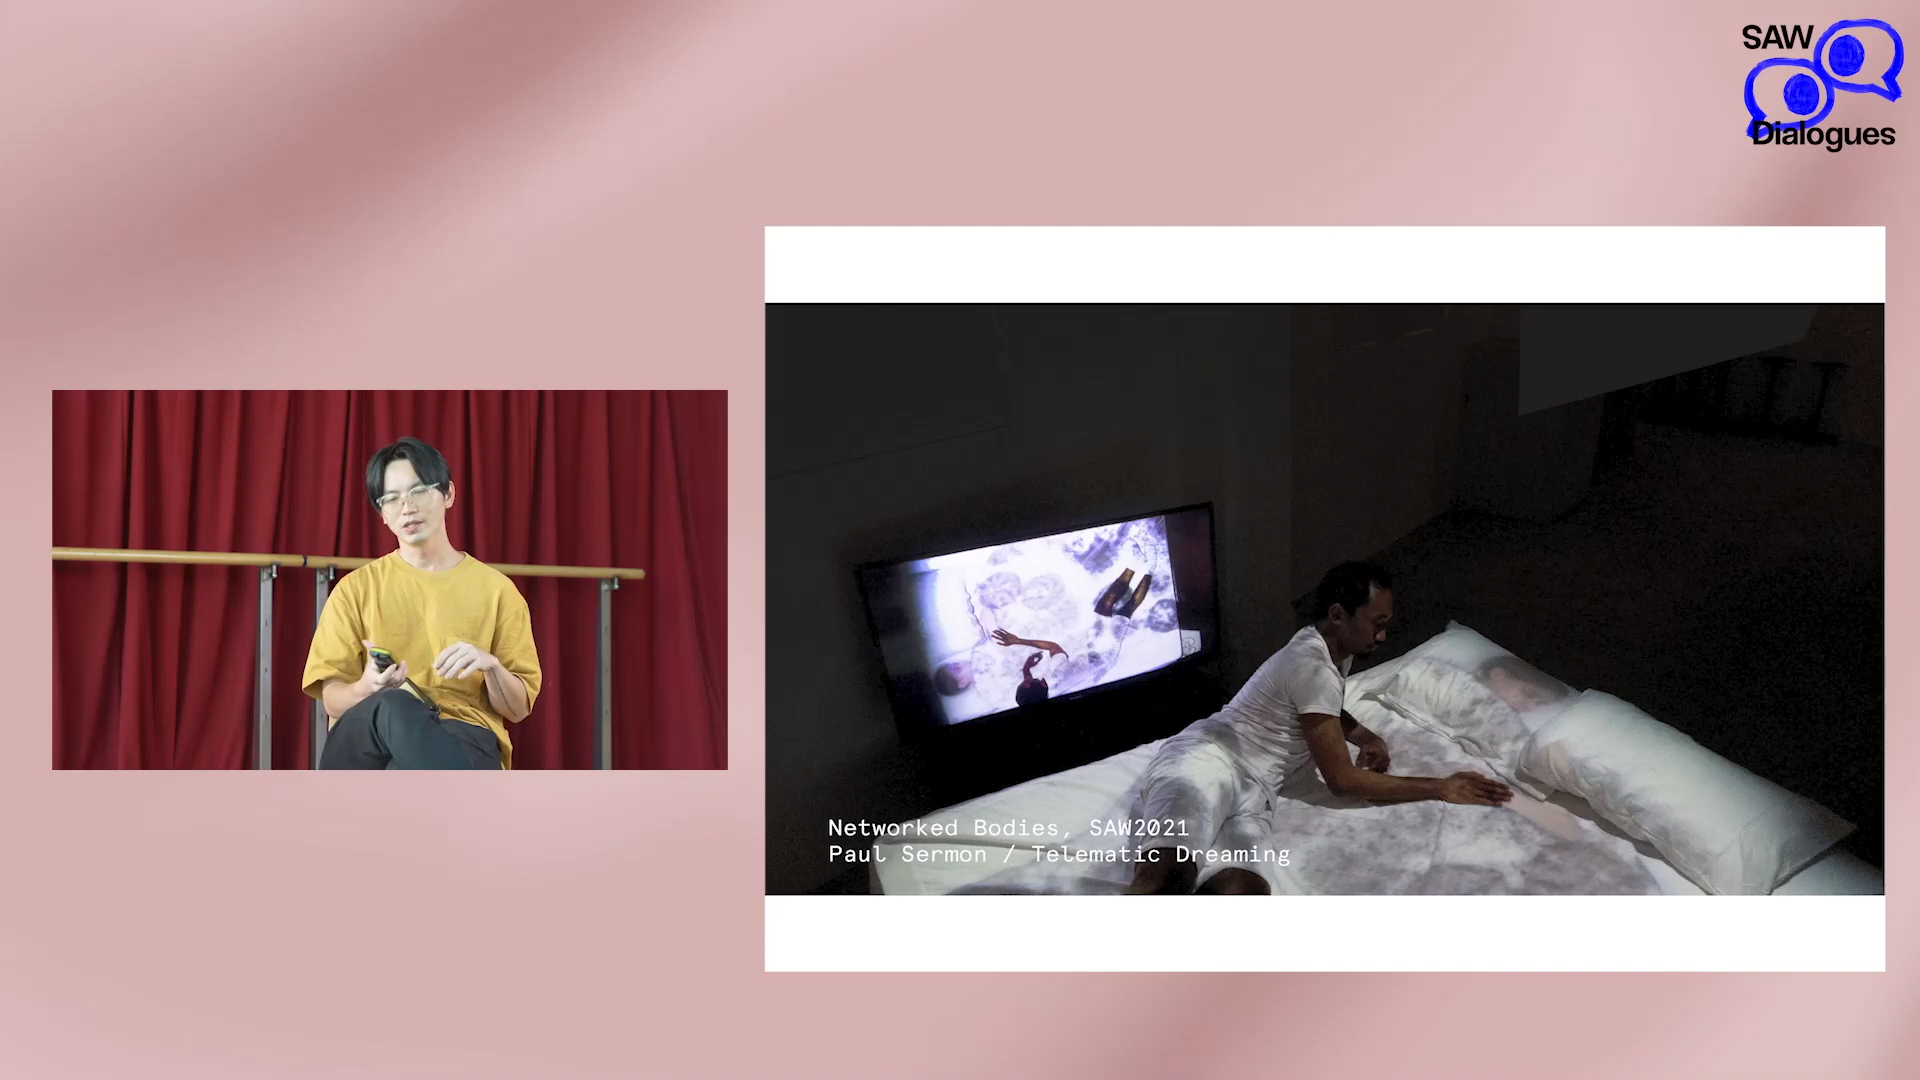 SAW
Dialogues
Networked Bodies, SAW2021
Paul Sermon / Telematic Dreaming